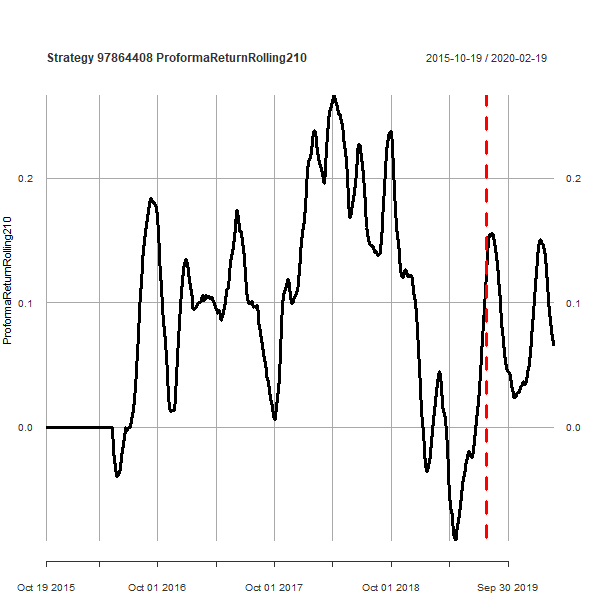 Strategy 97864408 ProformaReturnRolling210
2015-10-19 / 2020-02-19
ProformaReturnRolling210
0.2
0.1
0.0
0.2
0.1
0.0
Oct 19 2015
Oct 01 2016
Oct 01 2017
Oct 01 2018
Sep 30 2019